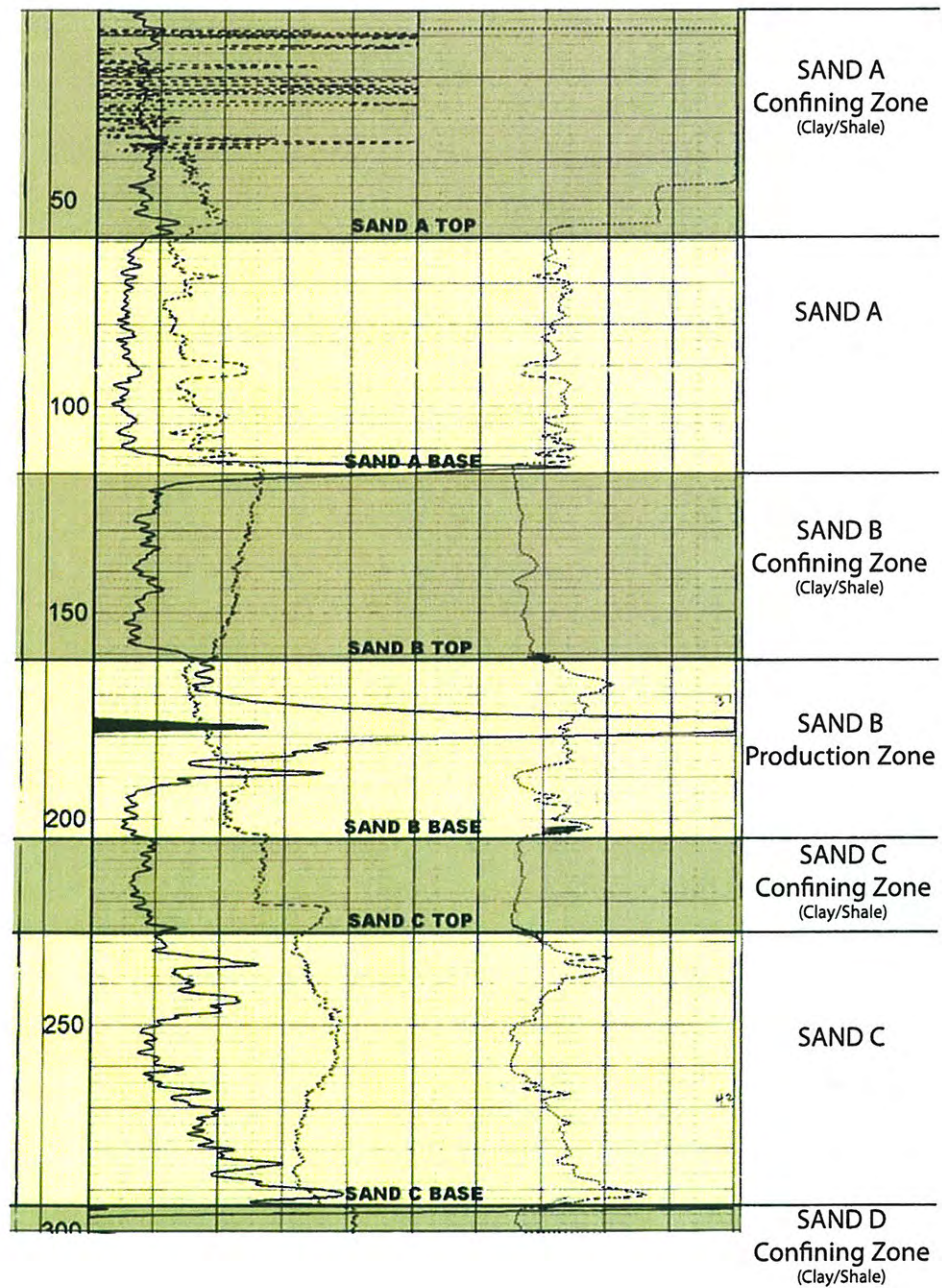 SAND A
Confining Zone
(Clay/Shale)
50
SAND A TOP
SAND A
100
SAND A BASE
SAND B
Confining Zone
(Clay/Shale)
150
SAND B TOP
37
SAND B
Production Zone
200
SAND B BASE
SAND C
Confining Zone
(Clay/Shale)
SAND C TOP
250
SAND C
42
SAND C BASE
300
SAND D
Confining Zone
(Clay/Shale)